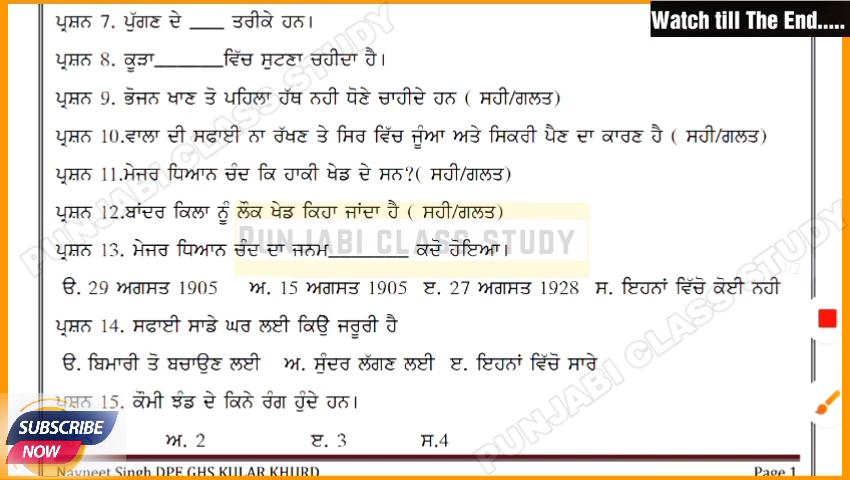 Watch till The End.....
ਪ੍ਰਸ਼ਨ 7. ਪੁੱਗਣ ਦੇ ____ ਤਰੀਕੇ ਹਨ।
ਪ੍ਰਸ਼ਨ 8. ਕੂੜਾ________ਵਿੱਚ ਸੁਟਣਾ ਚਹੀਦਾ ਹੈ।
ਪ੍ਰਸ਼ਨ 9. ਭੋਜਨ ਖਾਣ ਤੋ ਪਹਿਲਾ ਹੱਥ ਨਹੀ ਧੋਣੇ ਚਾਹੀਦੇ ਹਨ ( ਸਹੀ/ਗਲਤ)
ਪ੍ਰਸ਼ਨ 10.ਵਾਲਾ ਦੀ ਸਫਾਈ ਨਾ ਰੱਖਣ ਤੇ ਸਿਰ ਵਿੱਚ ਜੂੰਆ ਅਤੇ ਸਿਕਰੀ ਪੈਣ ਦਾ ਕਾਰਣ ਹੈ ( ਸਹੀ/ਗਲਤ)
ਪ੍ਰਸ਼ਨ 11.ਮੇਜਰ ਧਿਆਨ ਚੰਦ ਕਿ ਹਾਕੀ ਖੇਡ ਦੇ ਸਨ?( ਸਹੀ/ਗਲਤ)
ਪ੍ਰਸ਼ਨ 12.ਬਾਂਦਰ ਕਿਲਾ ਨੂੰ ਲੌਕ ਖੇਡ ਕਿਹਾ ਜਾਂਦਾ ਹੈ ( ਸਹੀ/ਗਲਤ)
PUNJABI CLASS STUDY
ਪ੍ਰਸ਼ਨ 13. ਮੇਜਰ ਧਿਆਨ ਚੰਦ ਦਾ ਜਨਮ_________ ਕਦੋ ਹੋਇਆ।
ੳ. 29 ਅਗਸਤ 1905 ਅ. 15 ਅਗਸਤ 1905 ੲ. 27 ਅਗਸਤ 1928 ਸ. ਇਹਨਾਂ ਵਿੱਚੋ ਕੋਈ ਨਹੀ
ਪ੍ਰਸ਼ਨ 14. ਸਫਾਈ ਸਾਡੇ ਘਰ ਲਈ ਕਿਉਂ ਜਰੂਰੀ ਹੈ
ੳ. ਬਿਮਾਰੀ ਤੋ ਬਚਾਉਣ ਲਈ ਅ. ਸੁੰਦਰ ਲੱਗਣ ਲਈ ੲ. ਇਹਨਾਂ ਵਿੱਚੋ ਸਾਰੇ
ਪ੍ਰਸ਼ਨ 15. ਕੌਮੀ ਝੰਡ ਦੇ ਕਿਨੇ ਰੰਗ ਹੁੰਦੇ ਹਨ।
ਅ. 2 ੲ. 3 ਸ.4
SUBSCRIBE
NOW
Navneet Singh DPE GHS KULAR KHURD Page 1
PUNJABI CLASS STUDY
PUNJABI CLASS STUDY